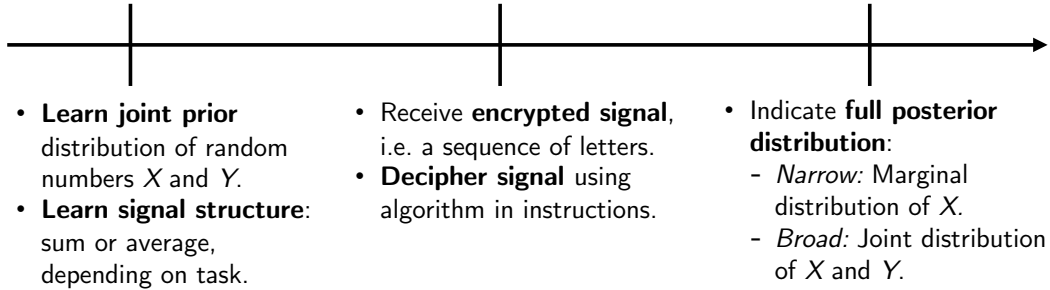 • Learn joint prior
distribution of random
numbers X and Y.
• Learn signal structure:
sum or average,
depending on task.
• Receive encrypted signal,
i.e. a sequence of letters.
• Decipher signal using
algorithm in instructions.
• Indicate full posterior
distribution:
- Narrow: Marginal
distribution of X.
- Broad: Joint distribution
of X and Y.